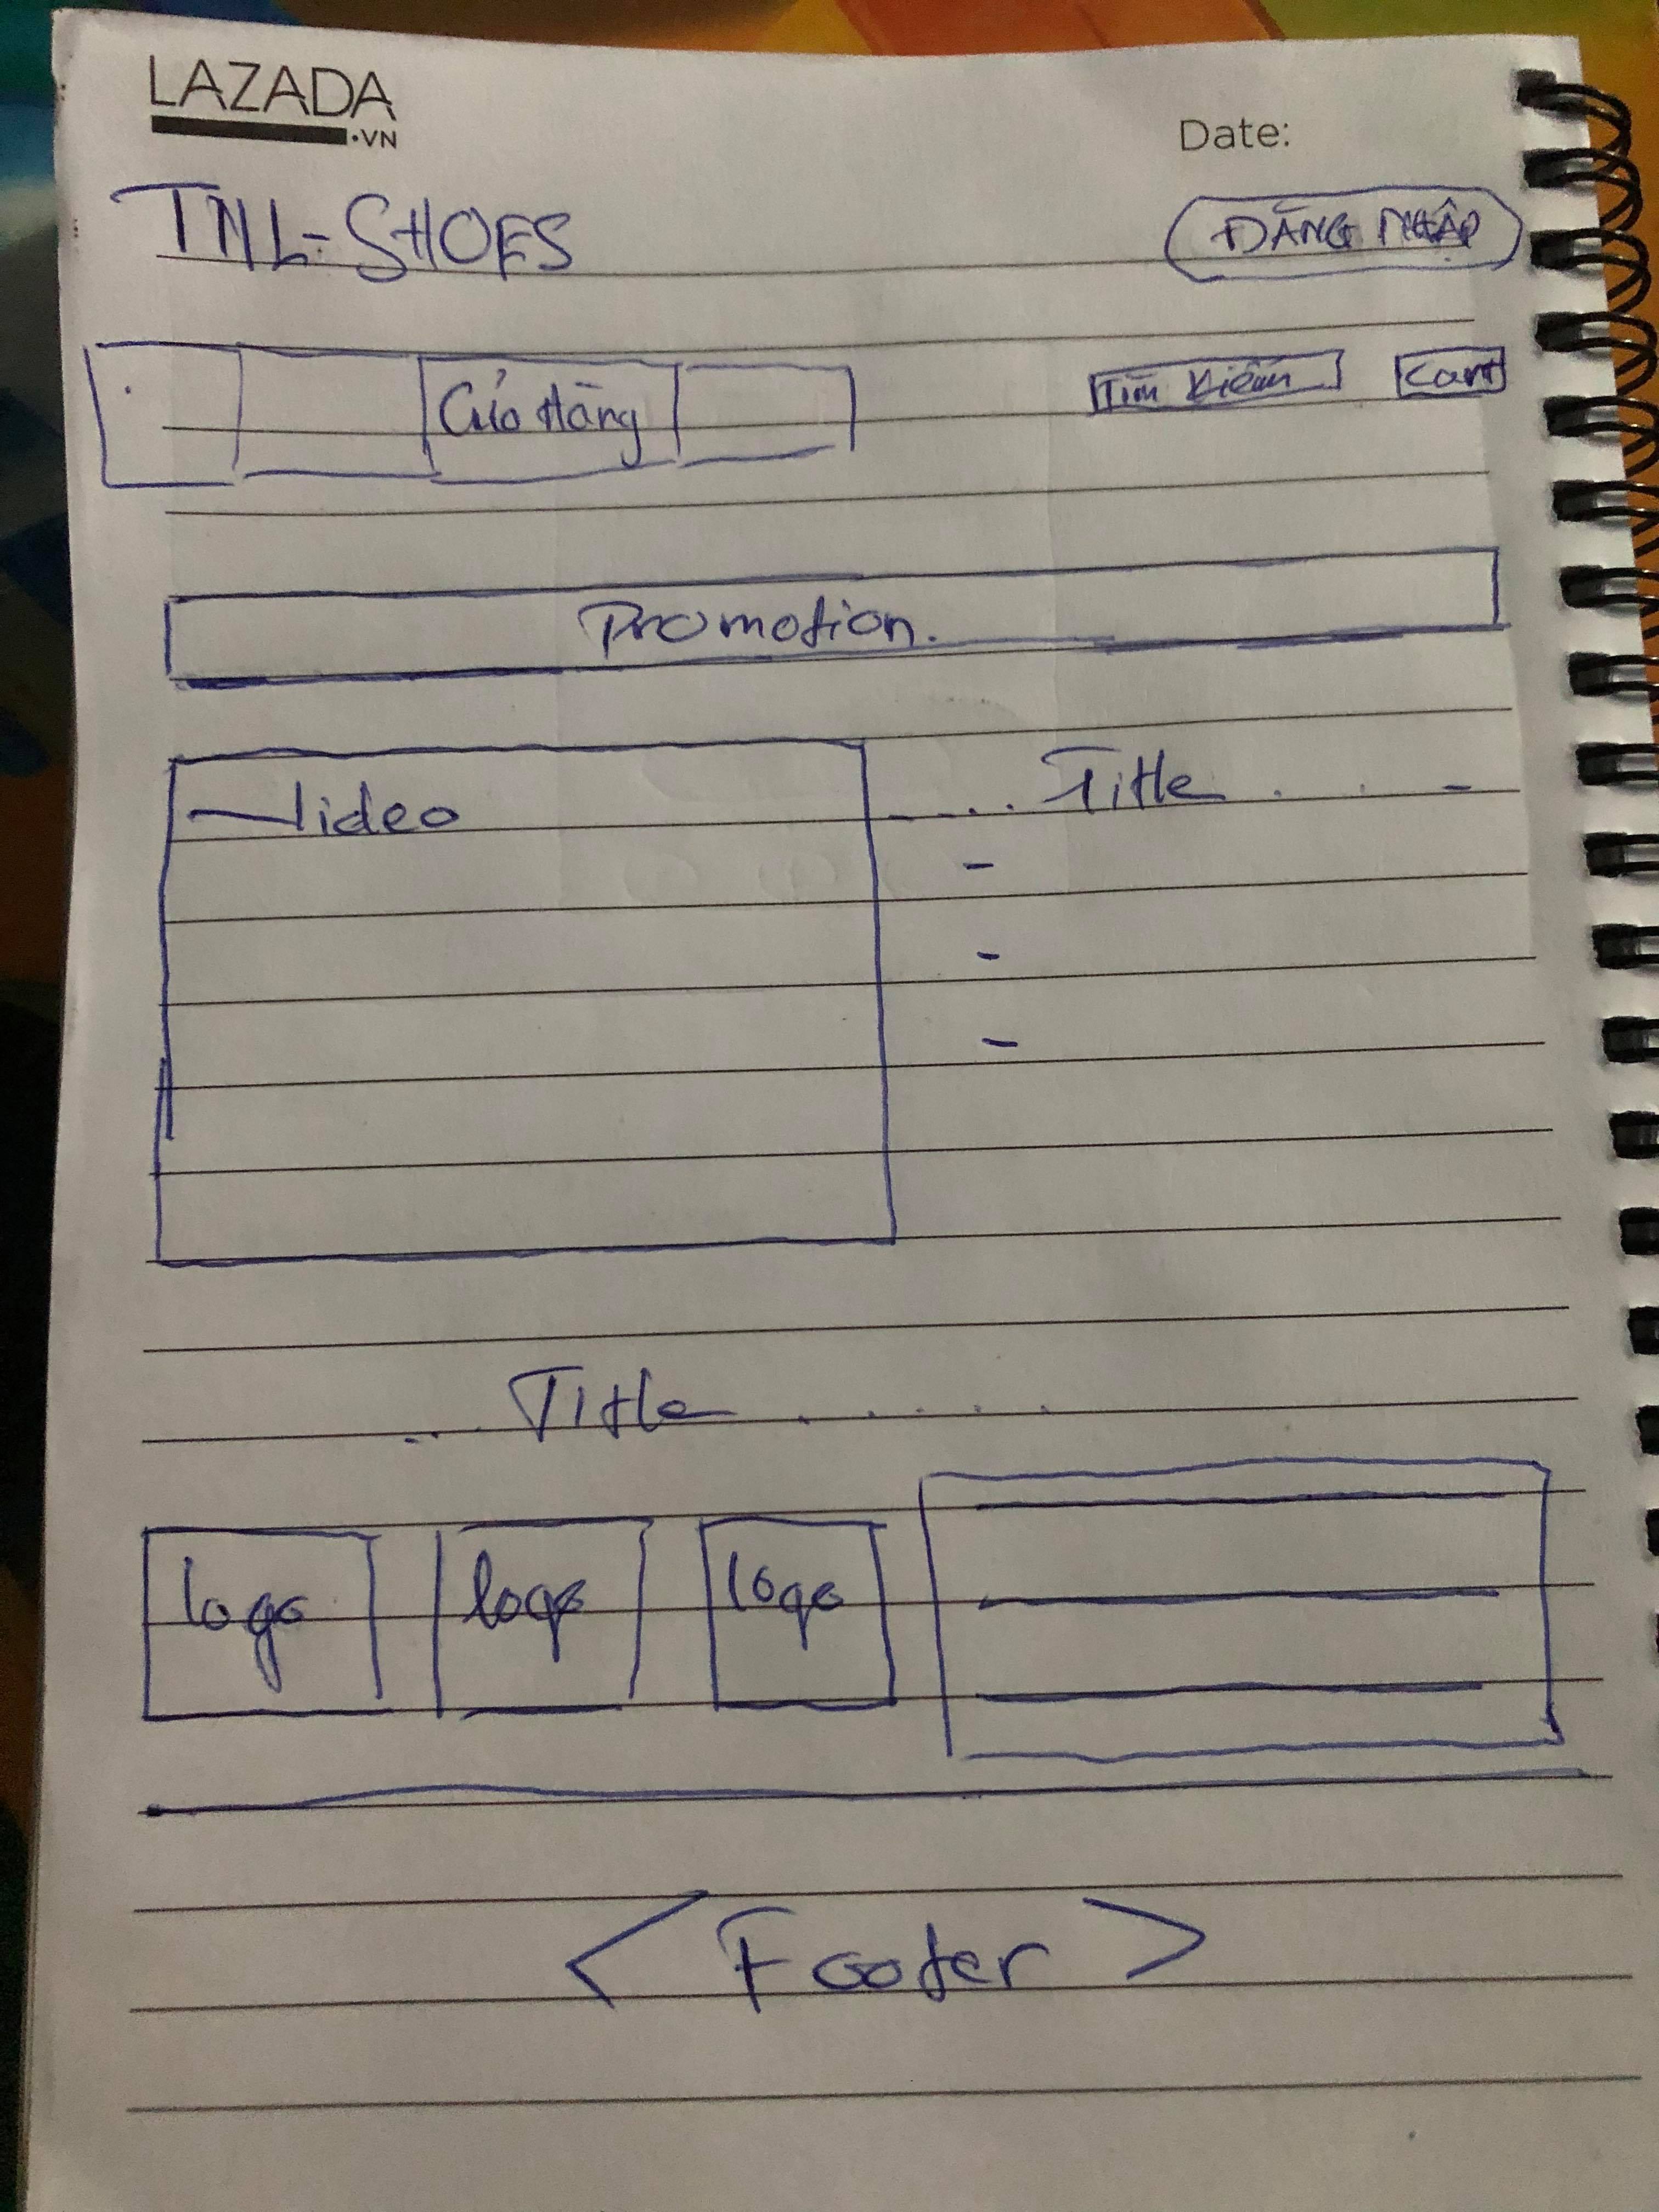 LAZADA
.VN
Date:
TNL-SHOES
ĐĂNG NHẬP
Cửa Hàng
Tìm Kiếm
Cart
Promotion.
Video
.... Title . . -
-
-
-
... Title . . . . .
logo
logo
logo
< Footer >